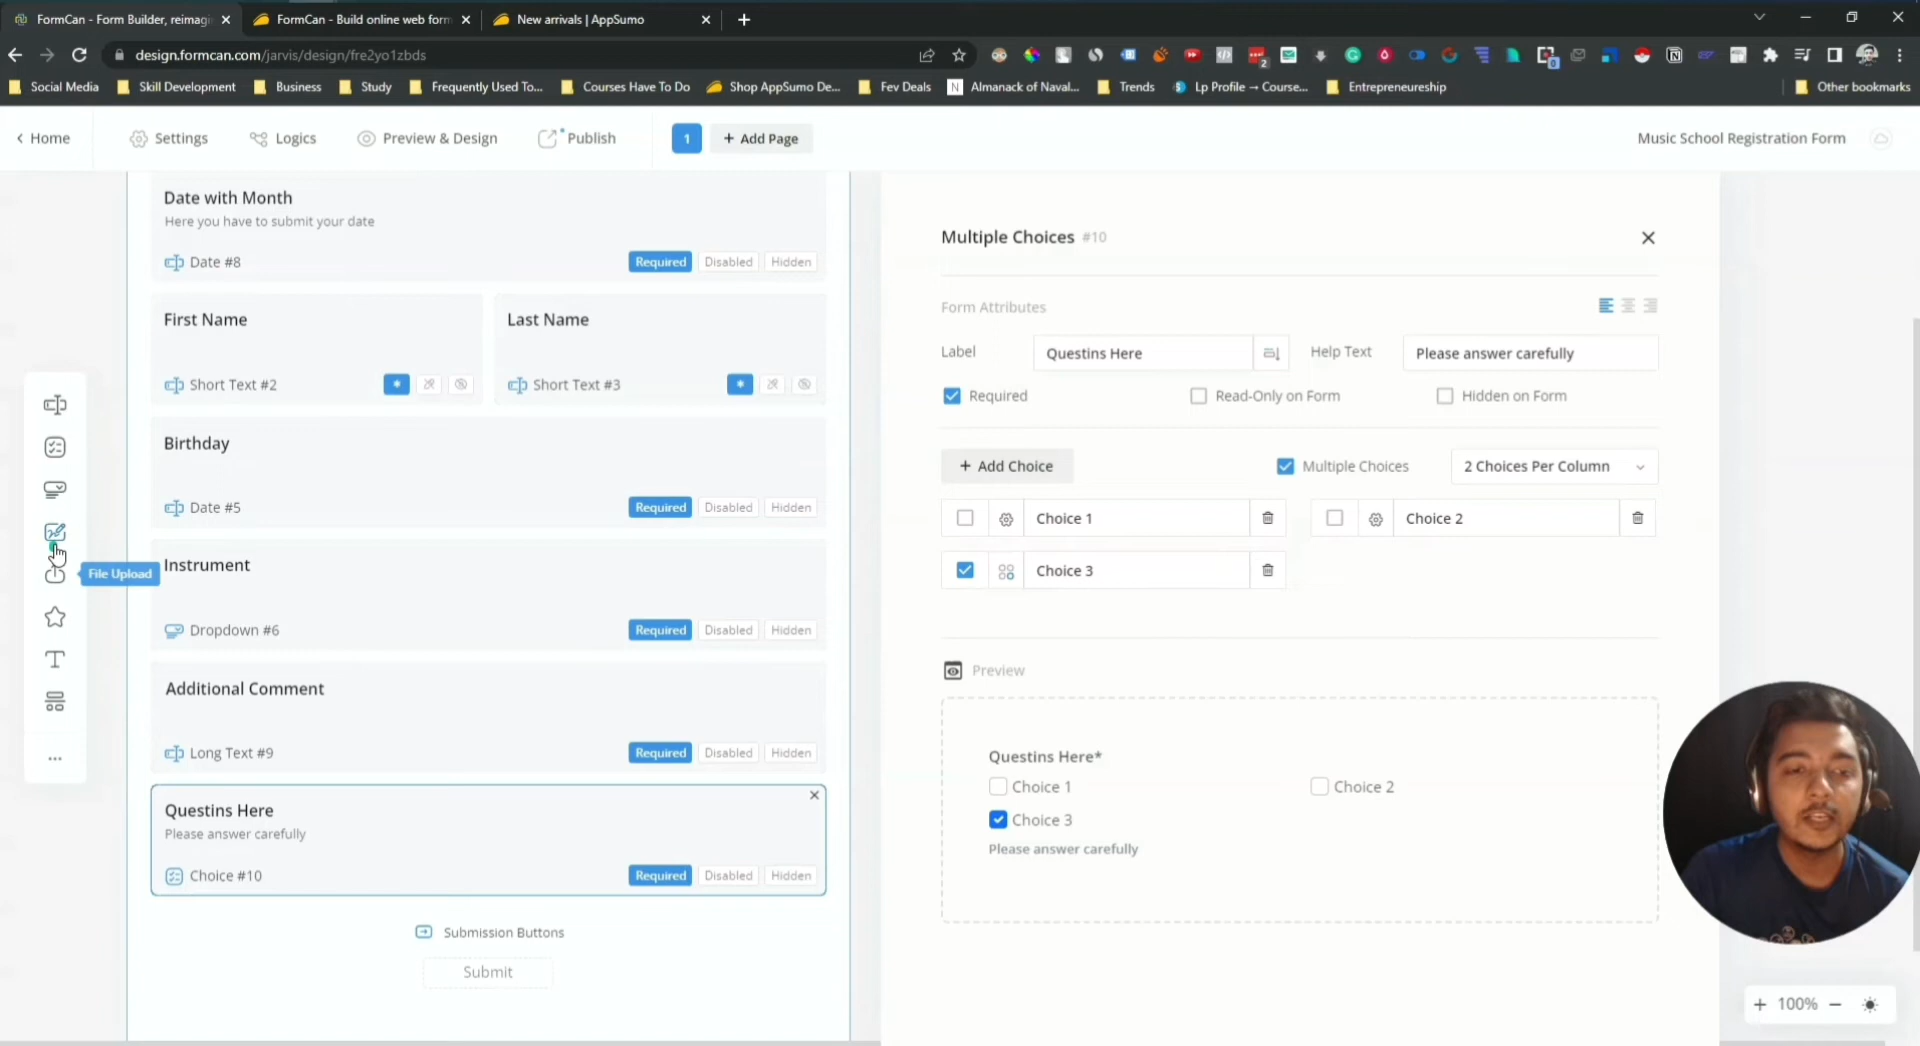 FormCan - Form Builder, reimagi
FormCan - Build online web form
New arrivals | AppSumo
design.formcan.com/jarvis/design/fre2yo1zbds
Social Media
Skill Development
Business
Study
Frequently Used To...
Courses Have To Do
Shop AppSumo De...
Fev Deals
Almanack of Naval...
Trends
Lp Profile → Course...
Entrepreneurship
Other bookmarks
Home
Settings
Logics
Preview & Design
Publish
1
+ Add Page
Music School Registration Form
Date with Month
Here you have to submit your date
Date #8
Required
Disabled
Hidden
First Name
Short Text #2
Last Name
Short Text #3
Birthday
Date #5
Required
Disabled
Hidden
File Upload
Instrument
Dropdown #6
Required
Disabled
Hidden
Additional Comment
Long Text #9
Required
Disabled
Hidden
Questins Here
Please answer carefully
Choice #10
Required
Disabled
Hidden
Submission Buttons
Submit
Multiple Choices #10
Form Attributes
Label
Questins Here
Help Text
Please answer carefully
Required
Read-Only on Form
Hidden on Form
+ Add Choice
Multiple Choices
2 Choices Per Column
Choice 1
Choice 2
Choice 3
Preview
Questins Here*
Choice 1
Choice 2
Choice 3
Please answer carefully
+ 100% −